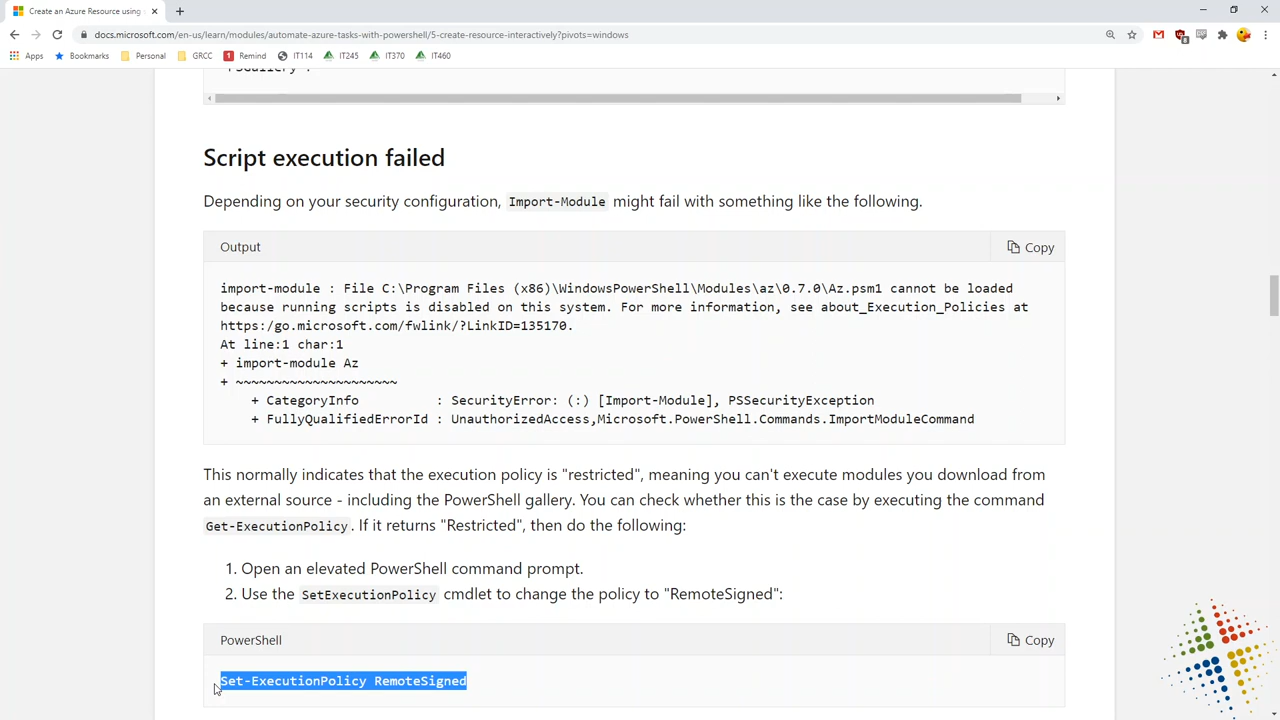 Create an Azure Resource using
docs.microsoft.com/en-us/learn/modules/automate-azure-tasks-with-powershell/5-create-resource-interactively?pivots=windows
Apps Bookmarks Personal GRCC Remind IT114 IT245 IT370 IT460
Script execution failed
Depending on your security configuration, Import-Module might fail with something like the following.
Output Copy
import-module : File C:\Program Files (x86)\WindowsPowerShell\Modules\az\0.7.0\Az.psm1 cannot be loaded
because running scripts is disabled on this system. For more information, see about_Execution_Policies at
https:/go.microsoft.com/fwlink/?LinkID=135170.
At line:1 char:1
+ import-module Az
+ ~~~~~~~~~~~~~~~~~~~~~
+ CategoryInfo : SecurityError: (:) [Import-Module], PSSecurityException
+ FullyQualifiedErrorId : UnauthorizedAccess,Microsoft.PowerShell.Commands.ImportModuleCommand
This normally indicates that the execution policy is "restricted", meaning you can't execute modules you download from
an external source - including the PowerShell gallery. You can check whether this is the case by executing the command
Get-ExecutionPolicy. If it returns "Restricted", then do the following:
1. Open an elevated PowerShell command prompt.
2. Use the SetExecutionPolicy cmdlet to change the policy to "RemoteSigned":
PowerShell Copy
Set-ExecutionPolicy RemoteSigned